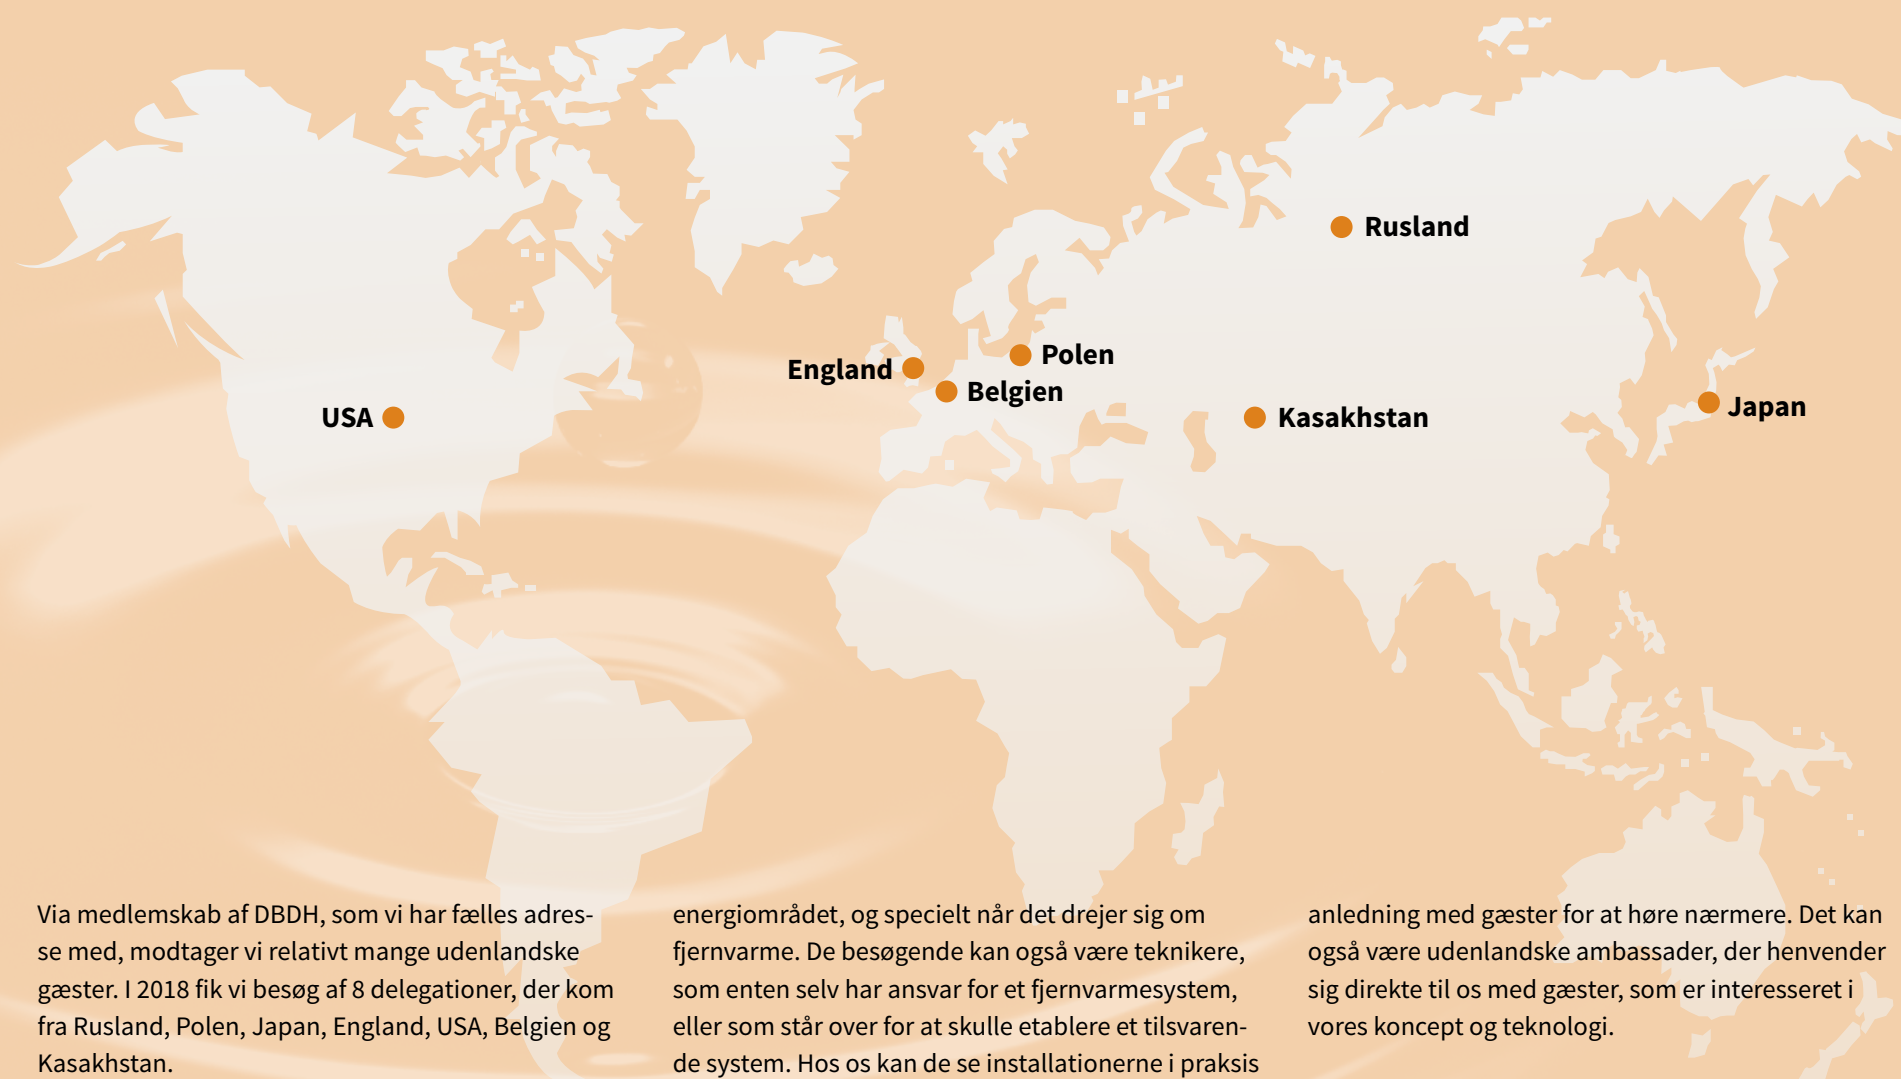 Rusland
Polen
England
Belgien
USA
Kasakhstan
Japan
Via medlemskab af DBDH, som vi har fælles adres-
se med, modtager vi relativt mange udenlandske
gæster. I 2018 fik vi besøg af 8 delegationer, der kom
fra Rusland, Polen, Japan, England, USA, Belgien og
Kasakhstan.
energiområdet, og specielt når det drejer sig om
fjernvarme. De besøgende kan også være teknikere,
som enten selv har ansvar for et fjernvarmesystem,
eller som står over for at skulle etablere et tilsvaren-
de system. Hos os kan de se installationerne i praksis
anledning med gæster for at høre nærmere. Det kan
også være udenlandske ambassader, der henvender
sig direkte til os med gæster, som er interesseret i
vores koncept og teknologi.